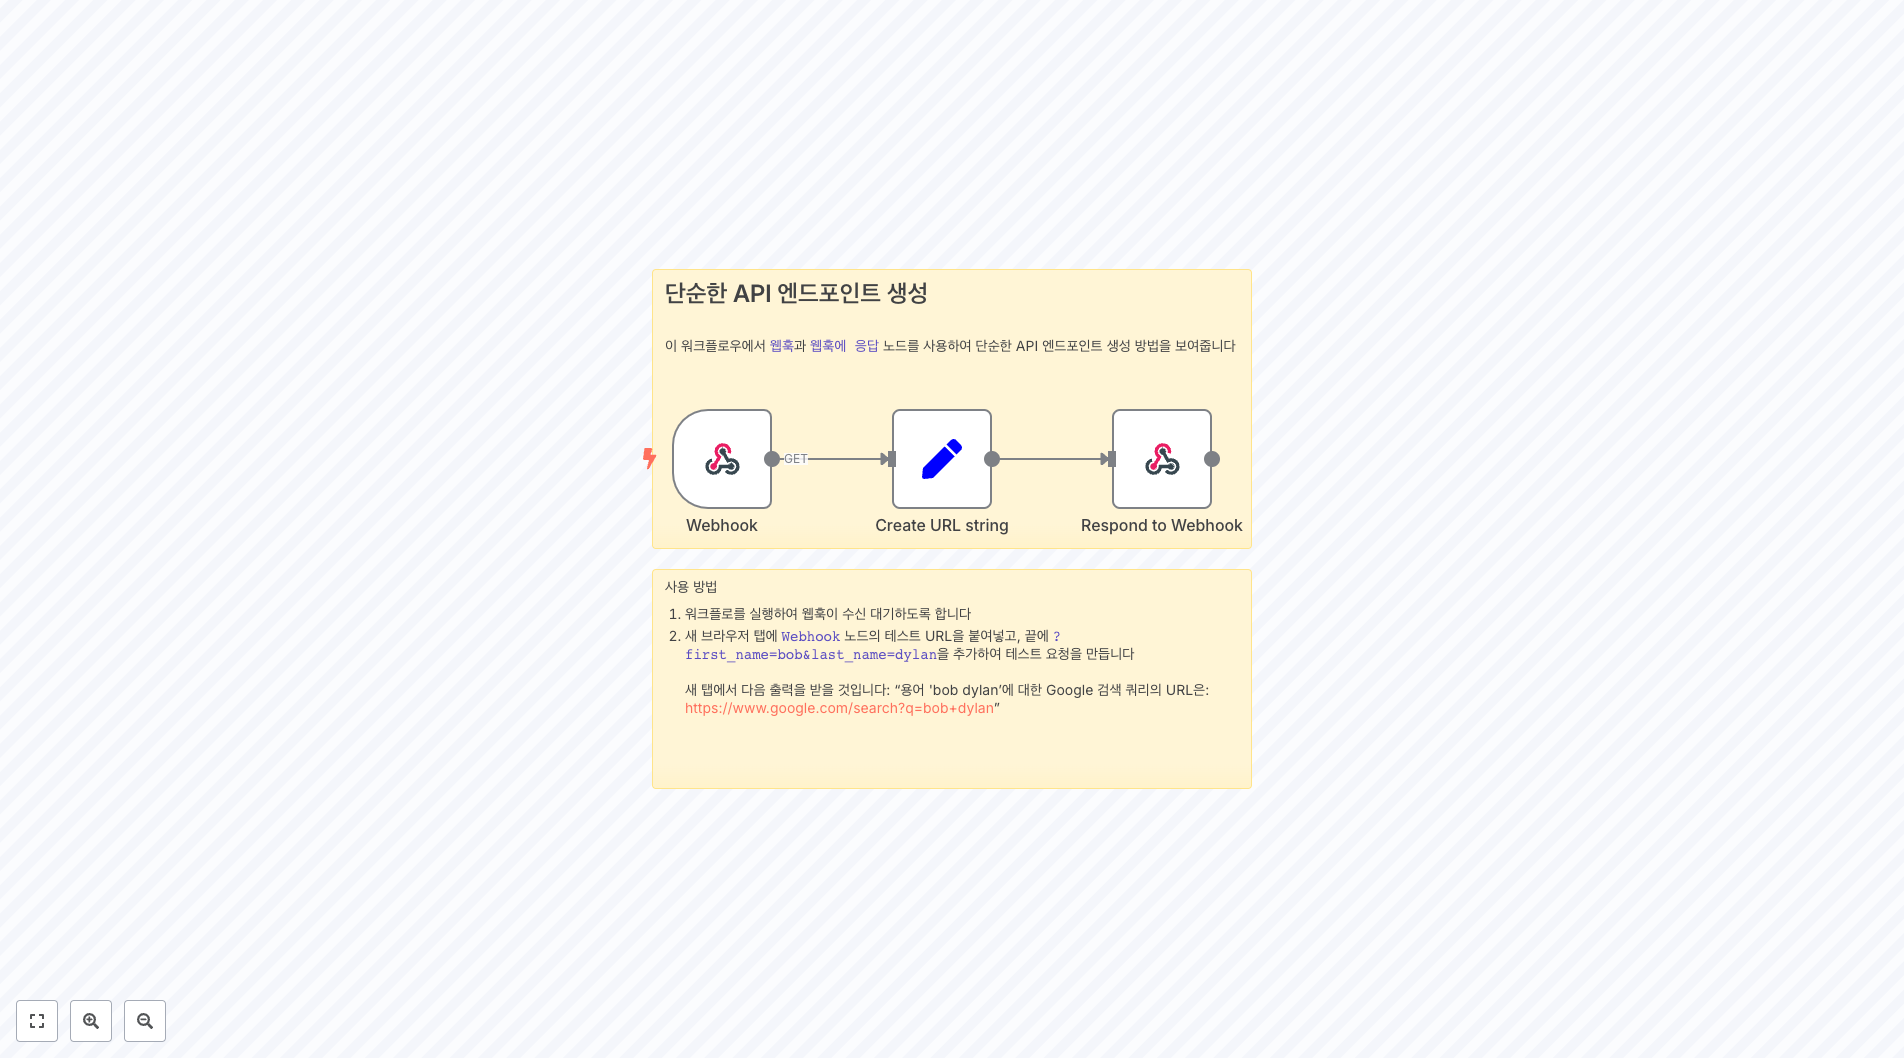 단순한 API 엔드포인트 생성
이 워크플로우에서 웹훅과 웹훅에 응답 노드를 사용하여 단순한 API 엔드포인트 생성 방법을 보여줍니다
GET
Webhook
Create URL string
Respond to Webhook
사용 방법
1. 워크플로를 실행하여 웹훅이 수신 대기하도록 합니다
2. 새 브라우저 탭에 Webhook 노드의 테스트 URL을 붙여넣고, 끝에 ?
first_name=bob&last_name=dylan을 추가하여 테스트 요청을 만듭니다
새 탭에서 다음 출력을 받을 것입니다: “용어 'bob dylan’에 대한 Google 검색 쿼리의 URL은:
https://www.google.com/search?q=bob+dylan”